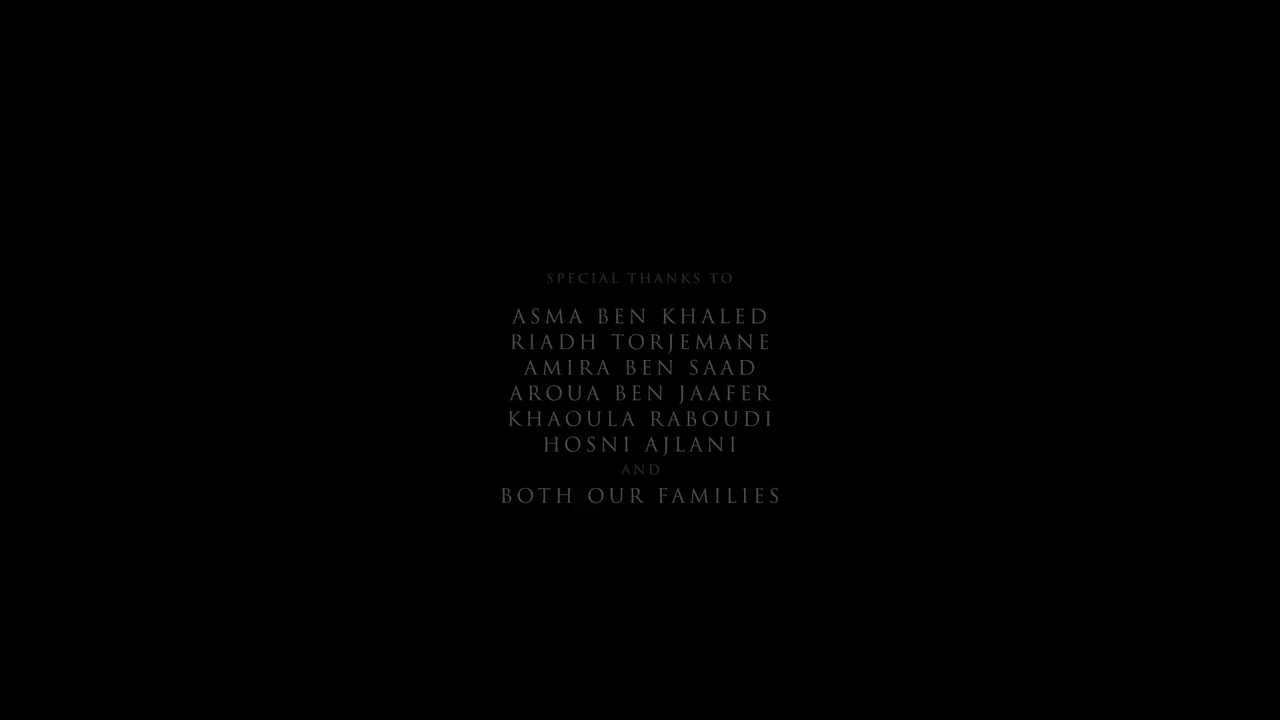 SPECIAL THANKS TO
ASMA BEN KHALED
RIADH TORJEMANE
AMIRA BEN SAAD
AROUA BEN JAAFER
KHAOULA RABOUDI
HOSNI AJLANI
AND
BOTH OUR FAMILIES